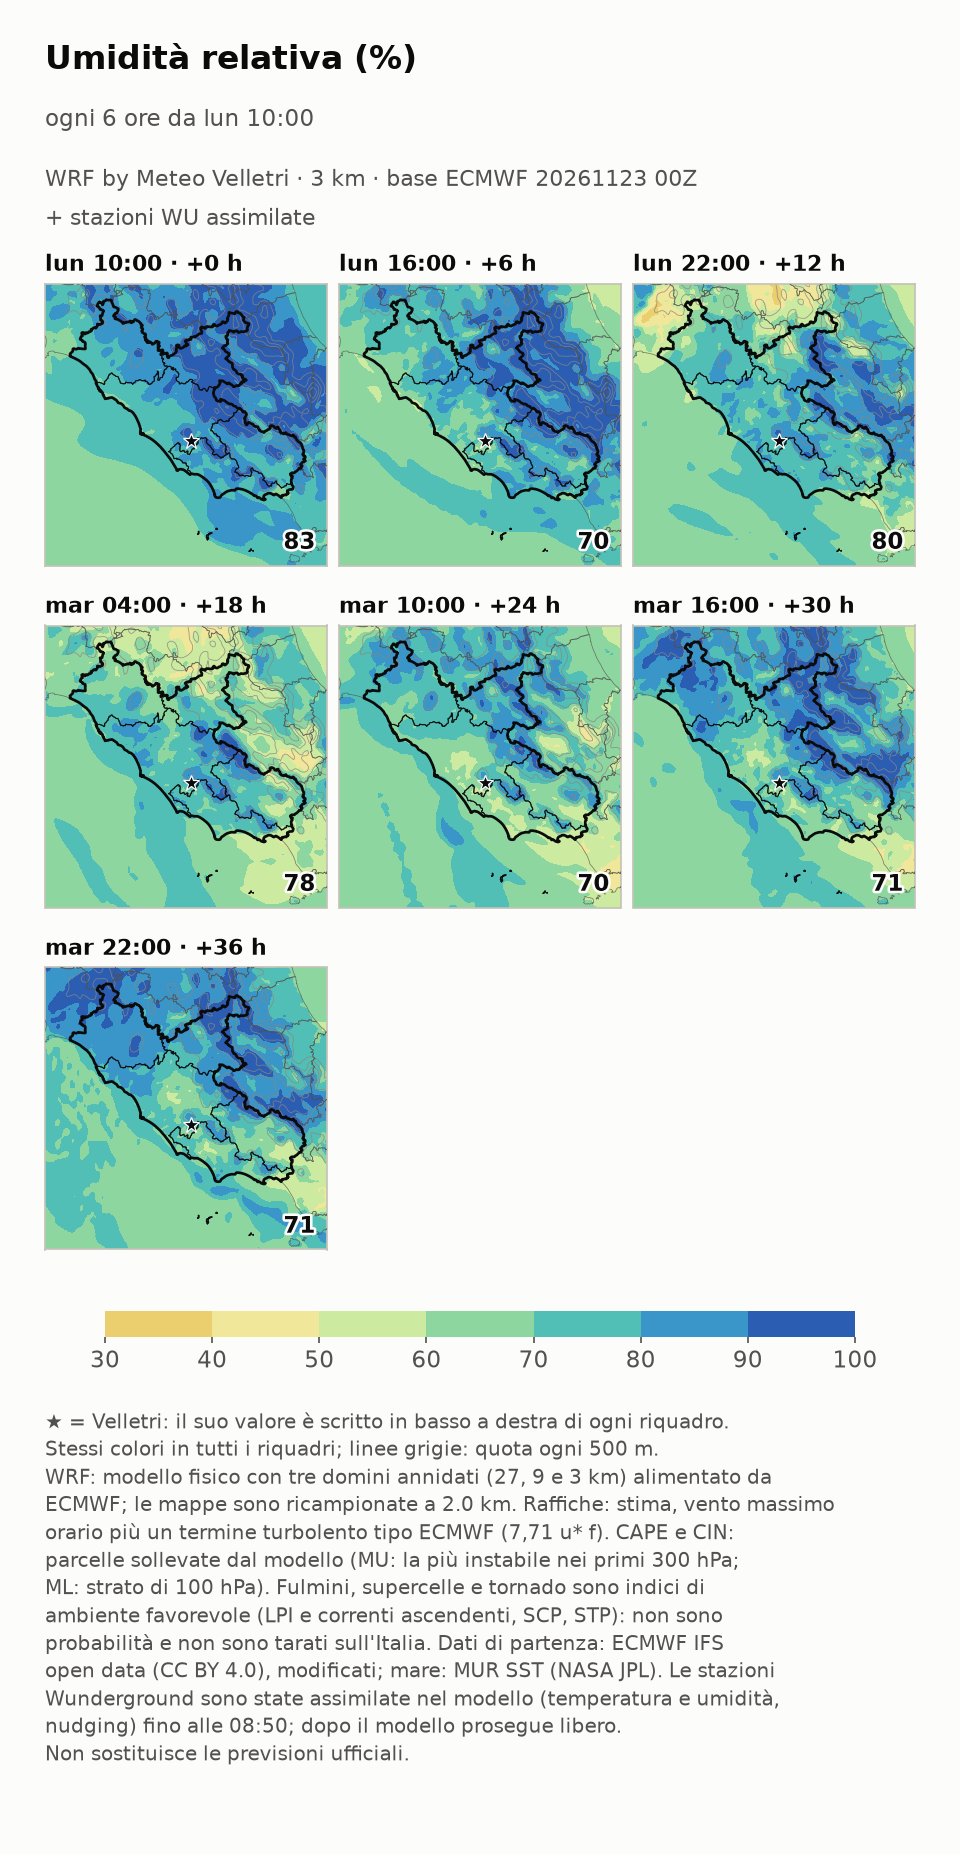 Umidità relativa (%)
ogni 6 ore da lun 10:00
WRF by Meteo Velletri · 3 km · base ECMWF 20261123 00Z
+ stazioni WU assimilate
lun 10:00 · +0 h
lun 16:00 · +6 h
lun 22:00 · +12 h
83
70
80
mar 04:00 · +18 h
mar 10:00 · +24 h
mar 16:00 · +30 h
78
70
71
mar 22:00 · +36 h
71
30 40 50 60 70 80 90 100
★ = Velletri: il suo valore è scritto in basso a destra di ogni riquadro.
Stessi colori in tutti i riquadri; linee grigie: quota ogni 500 m.
WRF: modello fisico con tre domini annidati (27, 9 e 3 km) alimentato da
ECMWF; le mappe sono ricampionate a 2.0 km. Raffiche: stima, vento massimo
orario più un termine turbolento tipo ECMWF (7,71 u* f). CAPE e CIN:
parcelle sollevate dal modello (MU: la più instabile nei primi 300 hPa;
ML: strato di 100 hPa). Fulmini, supercelle e tornado sono indici di
ambiente favorevole (LPI e correnti ascendenti, SCP, STP): non sono
probabilità e non sono tarati sull'Italia. Dati di partenza: ECMWF IFS
open data (CC BY 4.0), modificati; mare: MUR SST (NASA JPL). Le stazioni
Wunderground sono state assimilate nel modello (temperatura e umidità,
nudging) fino alle 08:50; dopo il modello prosegue libero.
Non sostituisce le previsioni ufficiali.